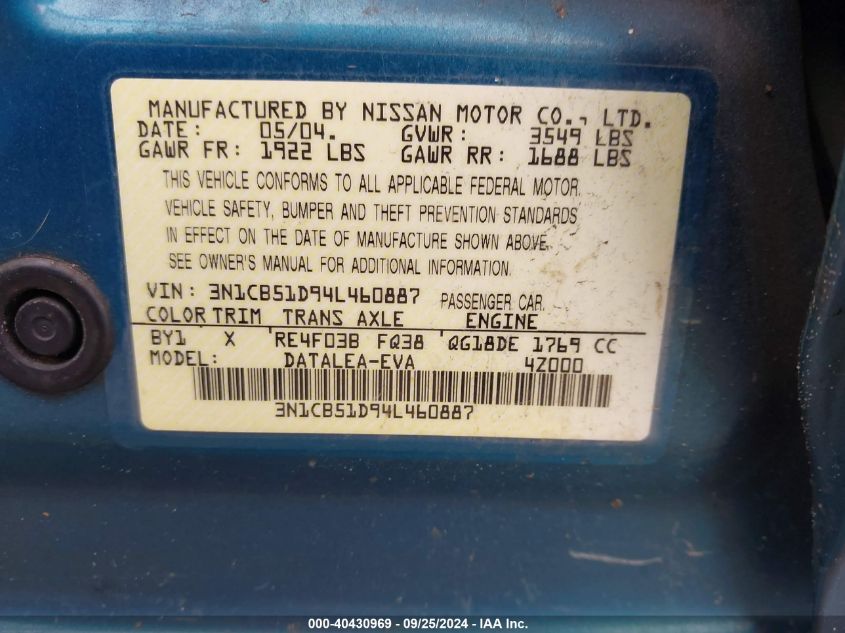 MANUFACTURED BY NISSAN MOTOR CO., LTD.
DATE: 05/04. GVWR: 3549 LBS
GAWR FR: 1922 LBS GAWR RR: 1688 LBS
THIS VEHICLE CONFORMS TO ALL APPLICABLE FEDERAL MOTOR
VEHICLE SAFETY, BUMPER AND THEFT PREVENTION STANDARDS
IN EFFECT ON THE DATE OF MANUFACTURE SHOWN ABOVE.
SEE OWNER'S MANUAL FOR ADDITIONAL INFORMATION.
VIN: 3N1CB51D94L460887 PASSENGER CAR.
COLOR TRIM TRANS AXLE ENGINE
BY1 X RE4F03B FQ38 QG18DE 1769 CC
MODEL: DATALEA-EVA 4Z000
3N1CB51D94L460887
000-40430969 - 09/25/2024 - IAA Inc.